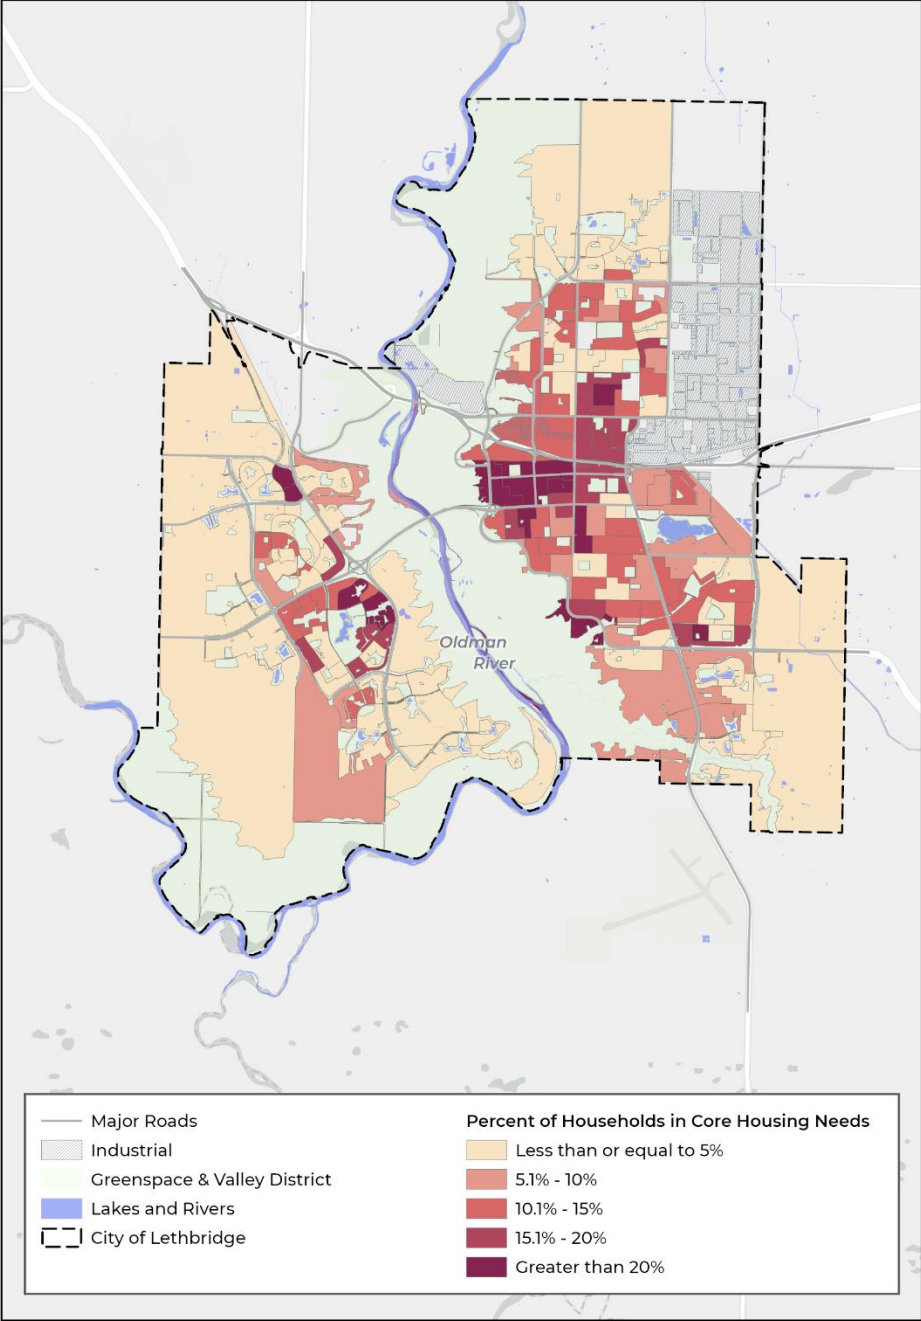 Oldman
River
Major Roads
Industrial
Greenspace & Valley District
Lakes and Rivers
City of Lethbridge
Percent of Households in Core Housing Needs
Less than or equal to 5%
5.1% - 10%
10.1% - 15%
15.1% - 20%
Greater than 20%